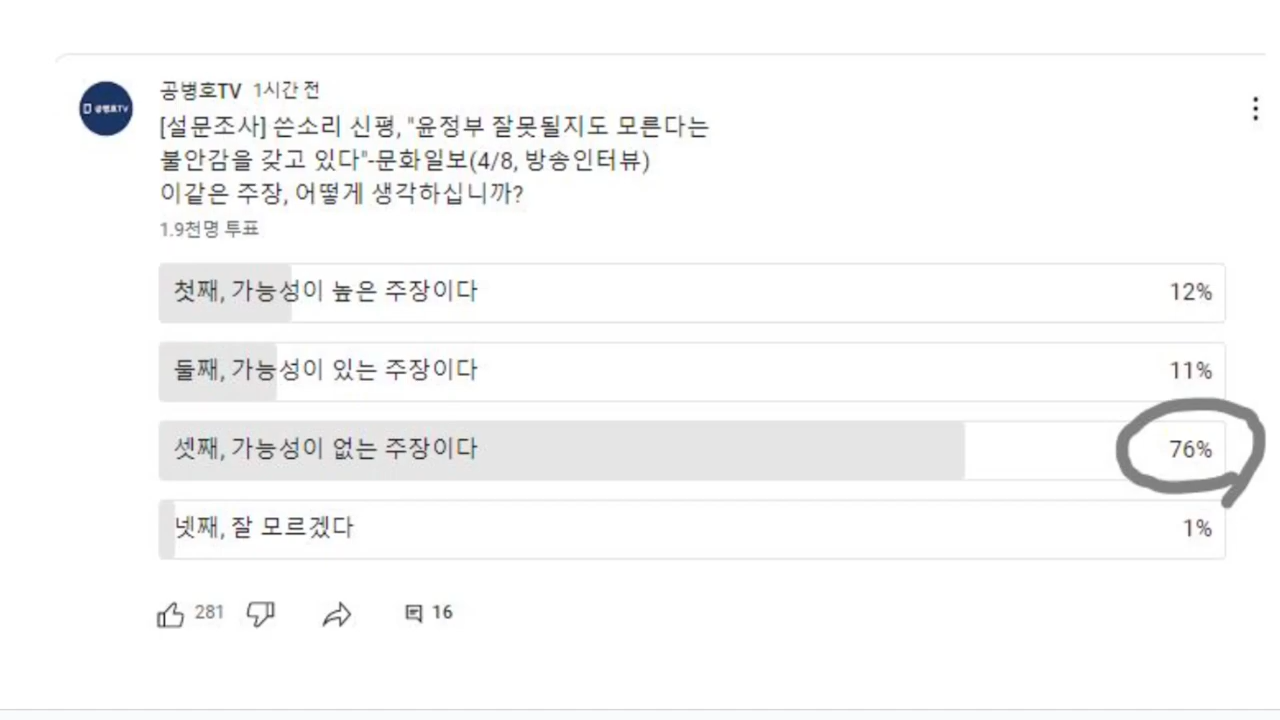 공병호TV 1시간 전
공병호TV
[설문조사] 쓴소리 신평, "윤정부 잘못될지도 모른다는
불안감을 갖고 있다"-문화일보(4/8, 방송인터뷰)
이같은 주장, 어떻게 생각하십니까?
1.9천명 투표
첫째, 가능성이 높은 주장이다 12%
둘째, 가능성이 있는 주장이다 11%
셋째, 가능성이 없는 주장이다 76%
넷째, 잘 모르겠다 1%
281 16